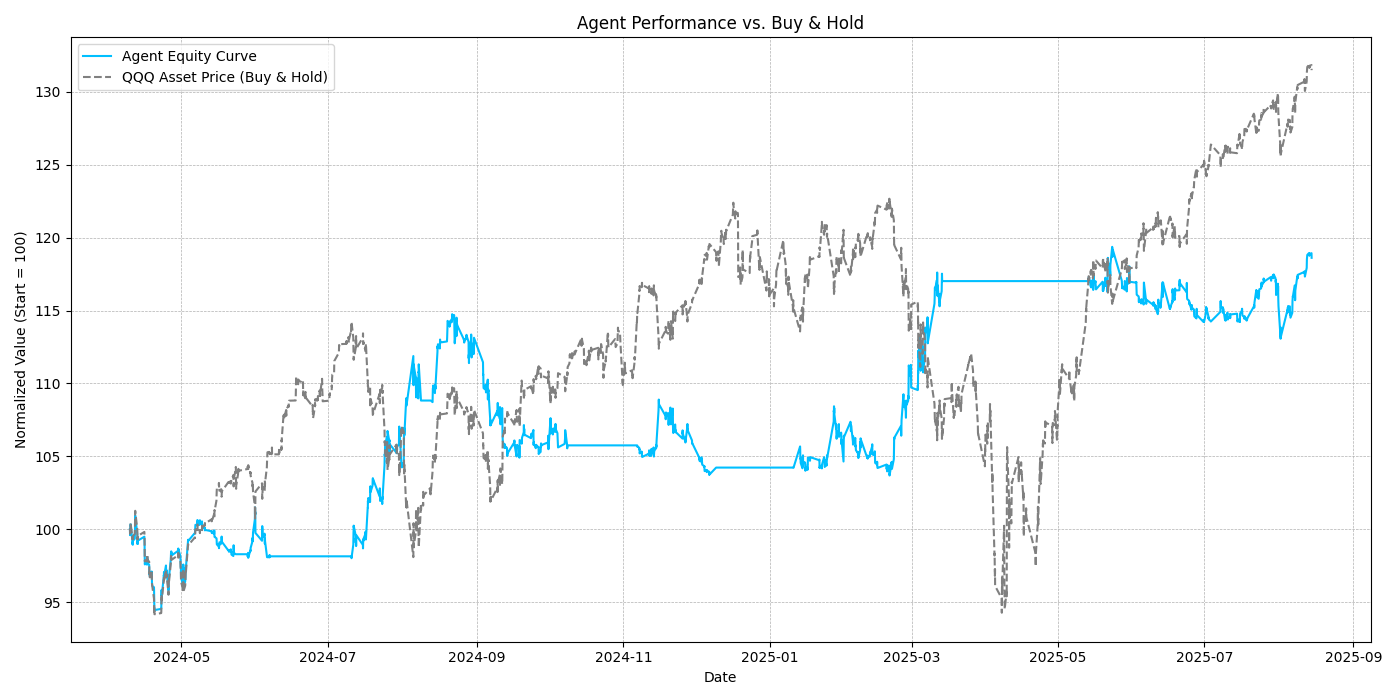 Agent Performance vs. Buy & Hold
Agent Equity Curve
QQQ Asset Price (Buy & Hold)
Normalized Value (Start = 100)
130
125
120
115
110
105
100
95
2024-05 2024-07 2024-09 2024-11 2025-01 2025-03 2025-05 2025-07 2025-09
Date